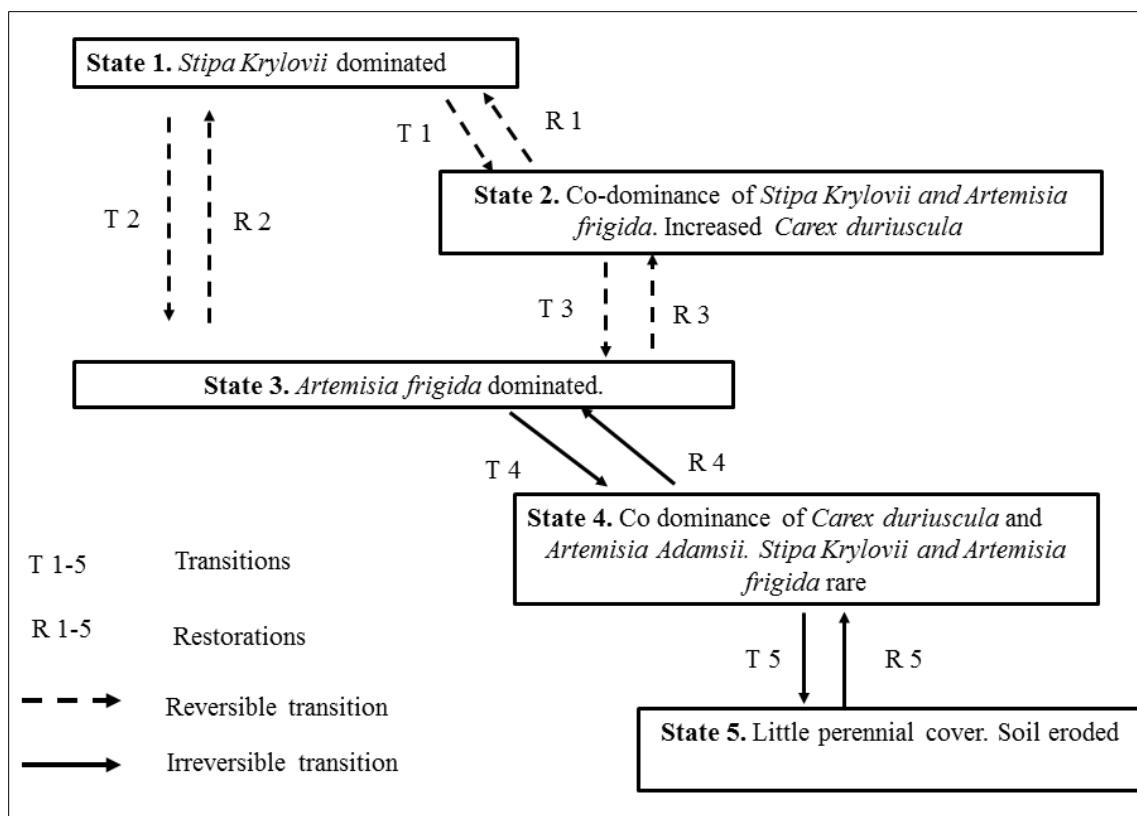 State 1. Stipa Krylovii dominated
T 1
R 1
T 2
R 2
State 2. Co-dominance of Stipa Krylovii and Artemisia
frigida. Increased Carex duriuscula
T 3
R 3
State 3. Artemisia frigida dominated.
T 4
R 4
State 4. Co dominance of Carex duriuscula and
Artemisia Adamsii. Stipa Krylovii and Artemisia
frigida rare
T 5
R 5
State 5. Little perennial cover. Soil eroded
T 1-5 Transitions
R 1-5 Restorations
Reversible transition
Irreversible transition